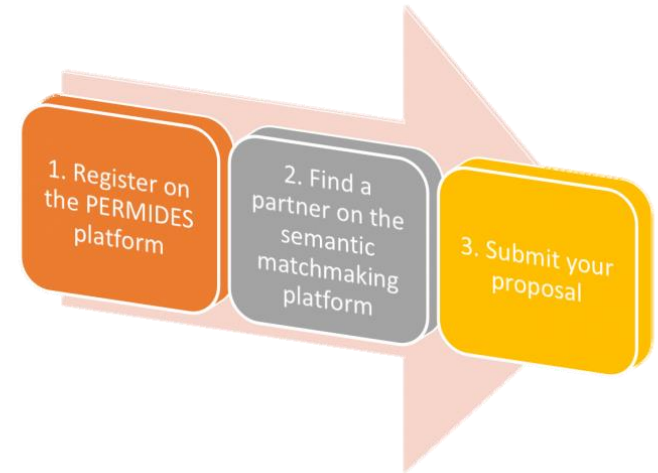 1. Register on
the PERMIDES
platform
2. Find a
partner on the
semantic
matchmaking
platform
3. Submit your
proposal